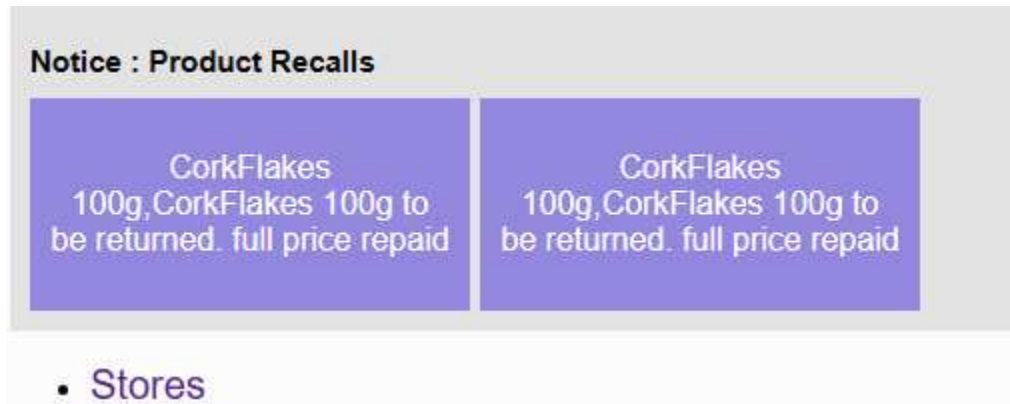 Notice : Product Recalls
CorkFlakes
100g,CorkFlakes 100g to
be returned. full price repaid
CorkFlakes
100g,CorkFlakes 100g to
be returned. full price repaid
Stores